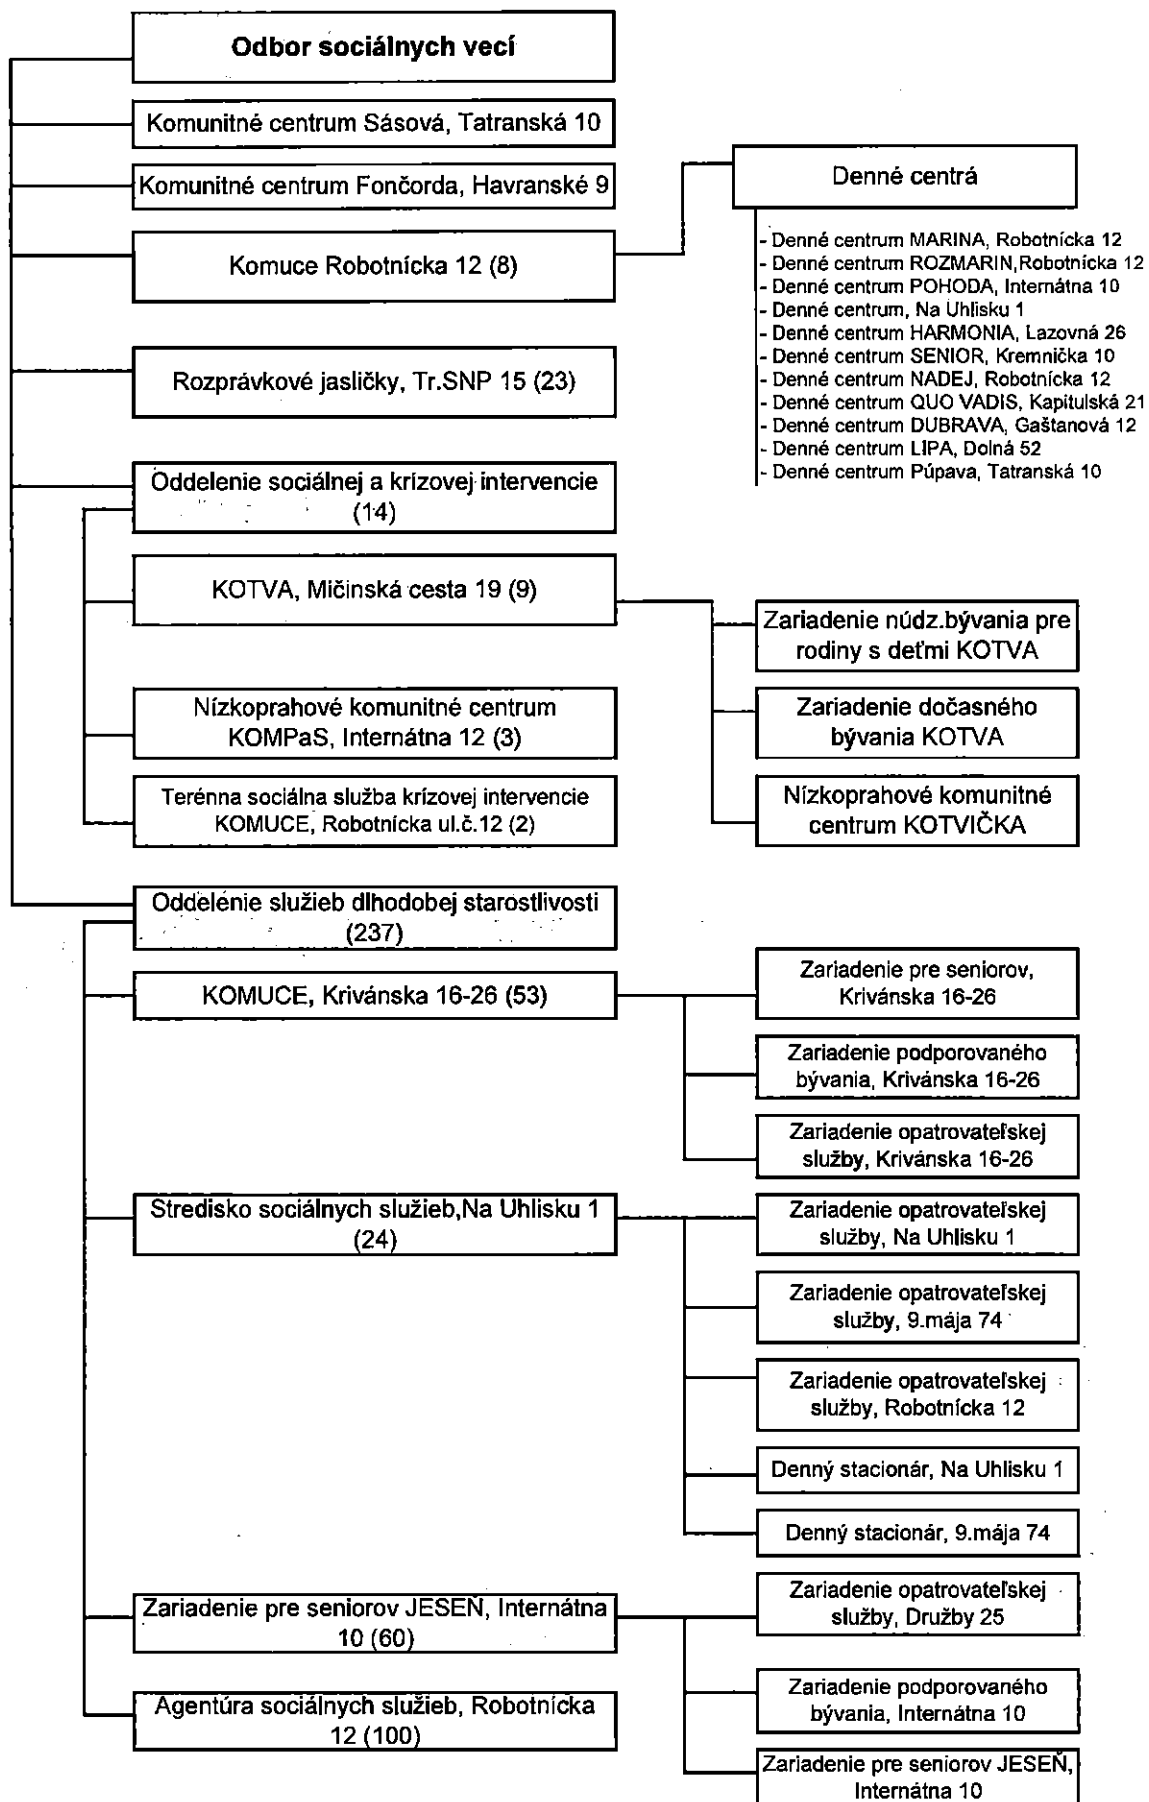 Odbor sociálnych vecí
Komunitné centrum Sásová, Tatranská 10
Komunitné centrum Fončorda, Havranské 9
Komuce Robotnícka 12 (8)
Denné centrá
- Denné centrum MARINA, Robotnícka 12
- Denné centrum ROZMARIN,Robotnícka 12
- Denné centrum POHODA, Internátna 10
- Denné centrum, Na Uhlisku 1
- Denné centrum HARMONIA, Lazovná 26
- Denné centrum SENIOR, Kremnička 10
- Denné centrum NADEJ, Robotnícka 12
- Denné centrum QUO VADIS, Kapitulská 21
- Denné centrum DUBRAVA, Gaštanová 12
- Denné centrum LIPA, Dolná 52
- Denné centrum Púpava, Tatranská 10
Rozprávkové jasličky, Tr.SNP 15 (23)
Oddelenie sociálnej a krízovej intervencie
(14)
KOTVA, Mičinská cesta 19 (9)
Zariadenie núdz.bývania pre
rodiny s deťmi KOTVA
Zariadenie dočasného
bývania KOTVA
Nízkoprahové komunitné
centrum KOTVIČKA
Nízkoprahové komunitné centrum
KOMPaS, Internátna 12 (3)
Terénna sociálna služba krízovej intervencie
KOMUCE, Robotnícka ul.č.12 (2)
Oddelenie služieb dlhodobej starostlivosti
(237)
KOMUCE, Krivánska 16-26 (53)
Zariadenie pre seniorov,
Krivánska 16-26
Zariadenie podporovaného
bývania, Krivánska 16-26
Zariadenie opatrovateľskej
služby, Krivánska 16-26
Stredisko sociálnych služieb,Na Uhlisku 1
(24)
Zariadenie opatrovateľskej
služby, Na Uhlisku 1
Zariadenie opatrovateľskej
služby, 9.mája 74
Zariadenie opatrovateľskej
služby, Robotnícka 12
Denný stacionár, Na Uhlisku 1
Denný stacionár, 9.mája 74
Zariadenie pre seniorov JESEŇ, Internátna
10 (60)
Zariadenie opatrovateľskej
služby, Družby 25
Zariadenie podporovaného
bývania, Internátna 10
Zariadenie pre seniorov JESEŇ,
Internátna 10
Agentúra sociálnych služieb, Robotnícka
12 (100)